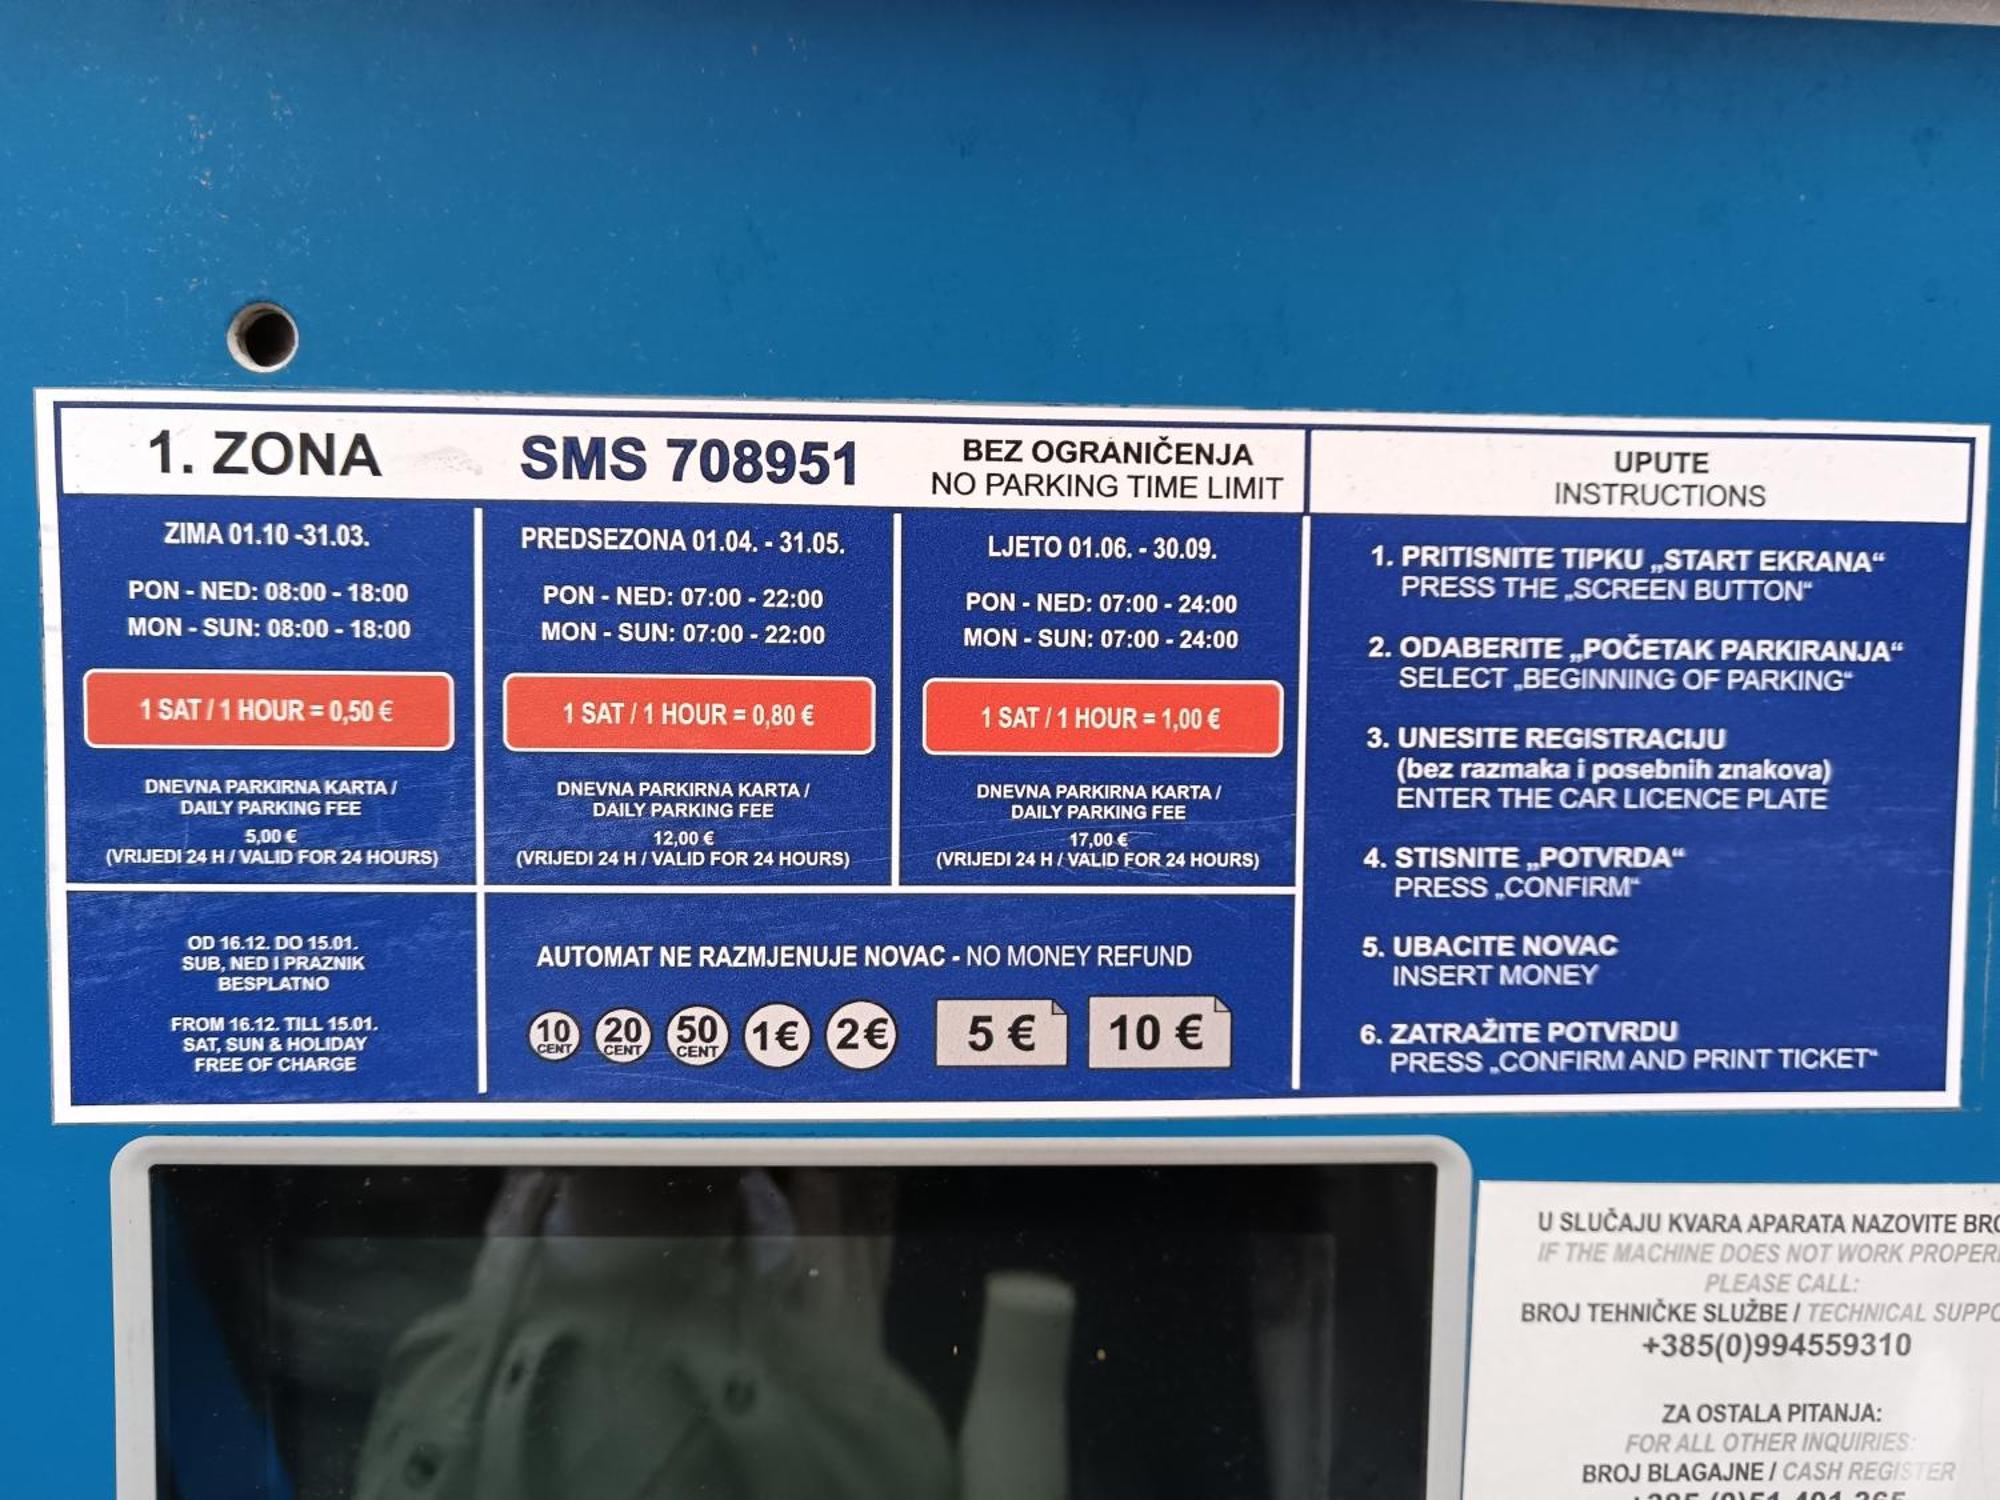 1. ZONA
SMS 708951
BEZ OGRANIČENJA
NO PARKING TIME LIMIT
ZIMA 01.10 -31.03.
PON - NED: 08:00 - 18:00
MON - SUN: 08:00 - 18:00
1 SAT / 1 HOUR = 0,50 €
DNEVNA PARKIRNA KARTA /
DAILY PARKING FEE
5,00 €
(VRIJEDI 24 H / VALID FOR 24 HOURS)
PREDSEZONA 01.04. - 31.05.
PON - NED: 07:00 - 22:00
MON - SUN: 07:00 - 22:00
1 SAT / 1 HOUR = 0,80 €
DNEVNA PARKIRNA KARTA /
DAILY PARKING FEE
12,00 €
(VRIJEDI 24 H / VALID FOR 24 HOURS)
LJETO 01.06. - 30.09.
PON - NED: 07:00 - 24:00
MON - SUN: 07:00 - 24:00
1 SAT / 1 HOUR = 1,00 €
DNEVNA PARKIRNA KARTA /
DAILY PARKING FEE
17,00 €
(VRIJEDI 24 H / VALID FOR 24 HOURS)
OD 16.12. DO 15.01.
SUB, NED I PRAZNIK
BESPLATNO
FROM 16.12. TILL 15.01.
SAT, SUN & HOLIDAY
FREE OF CHARGE
AUTOMAT NE RAZMJENUJE NOVAC - NO MONEY REFUND
10 CENT
20 CENT
50 CENT
1€
2€
5 €
10 €
UPUTE
INSTRUCTIONS
1. PRITISNITE TIPKU „START EKRANA“
PRESS THE „SCREEN BUTTON“
2. ODABERITE „POČETAK PARKIRANJA“
SELECT „BEGINNING OF PARKING“
3. UNESITE REGISTRACIJU
(bez razmaka i posebnih znakova)
ENTER THE CAR LICENCE PLATE
4. STISNITE „POTVRDA“
PRESS „CONFIRM“
5. UBACITE NOVAC
INSERT MONEY
6. ZATRAŽITE POTVRDU
PRESS „CONFIRM AND PRINT TICKET“
U SLUČAJU KVARA APARATA NAZOVITE
IF THE MACHINE DOES NOT WORK
PLEASE CALL:
BROJ TEHNIČKE SLUŽBE / TECHNICAL
+385(0)994559310
ZA OSTALA PITANJA:
FOR ALL OTHER INQUIRIES:
BROJ BLAGAJNE / CASH REGISTER